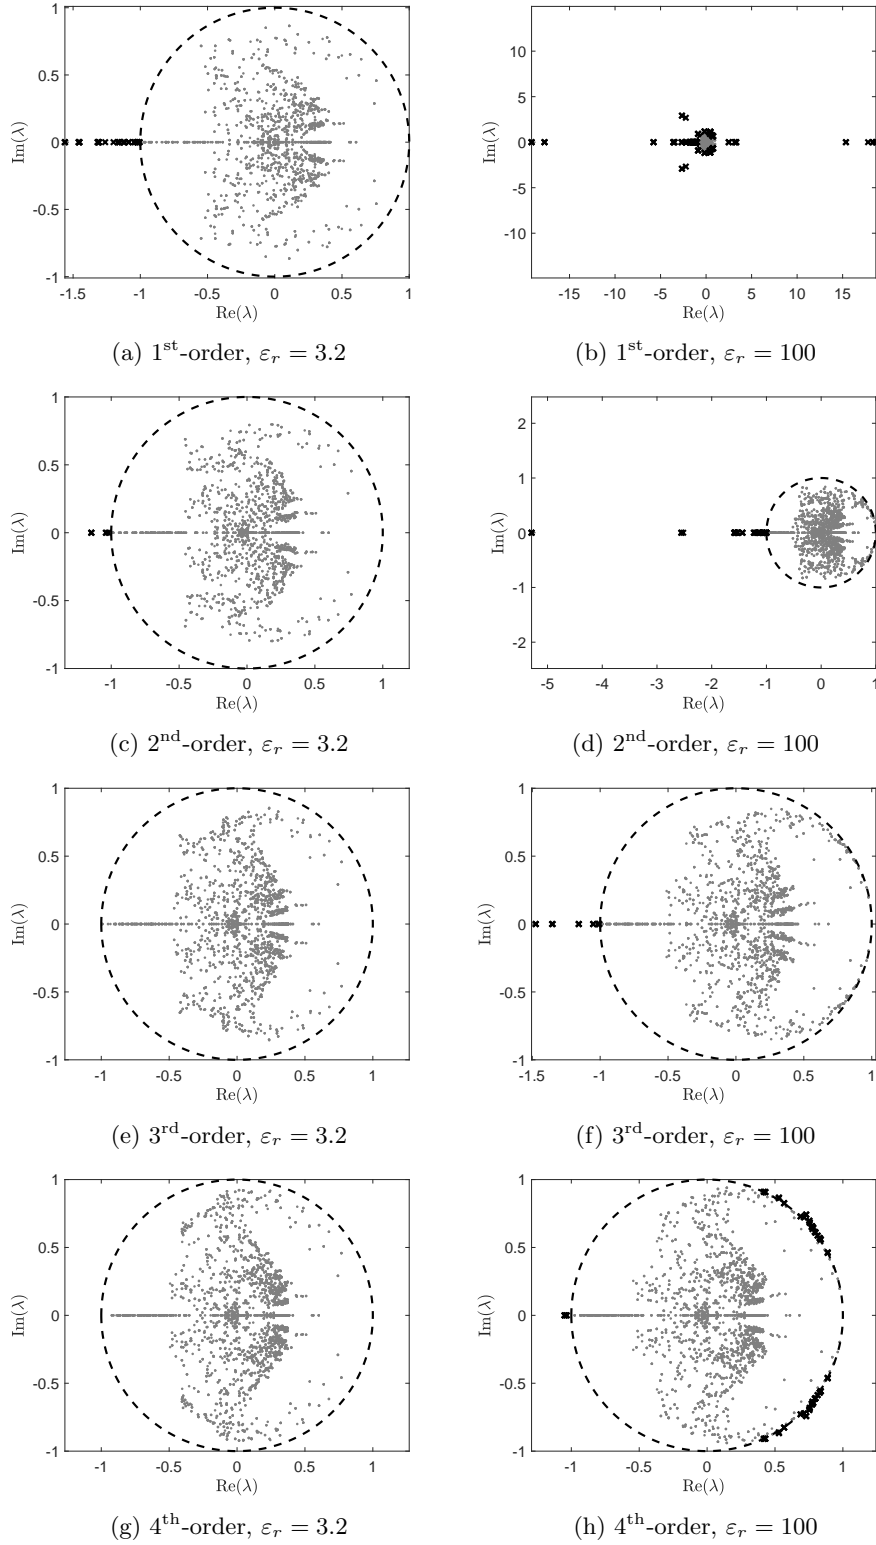 1
0.5
0
-0.5
-1
Im(λ)
-1.5 -1 -0.5 0 0.5 1
Re(λ)
(a) 1st-order, εr = 3.2
10
5
0
-5
-10
Im(λ)
-15 -10 -5 0 5 10 15
Re(λ)
(b) 1st-order, εr = 100
1
0.5
0
-0.5
-1
Im(λ)
-1 -0.5 0 0.5 1
Re(λ)
(c) 2nd-order, εr = 3.2
2
1
0
-1
-2
Im(λ)
-5 -4 -3 -2 -1 0 1
Re(λ)
(d) 2nd-order, εr = 100
1
0.5
0
-0.5
-1
Im(λ)
-1 -0.5 0 0.5 1
Re(λ)
(e) 3rd-order, εr = 3.2
1
0.5
0
-0.5
-1
Im(λ)
-1.5 -1 -0.5 0 0.5 1
Re(λ)
(f) 3rd-order, εr = 100
1
0.5
0
-0.5
-1
Im(λ)
-1 -0.5 0 0.5 1
Re(λ)
(g) 4th-order, εr = 3.2
1
0.5
0
-0.5
-1
Im(λ)
-1 -0.5 0 0.5 1
Re(λ)
(h) 4th-order, εr = 100